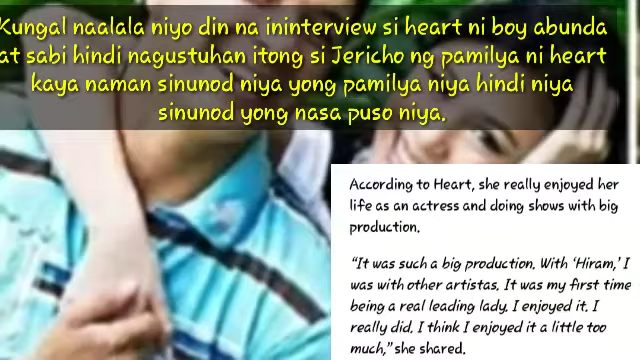 Kungal naalala niyo din na ininterview si heart ni boy abunda
at sabi hindi nagustuhan itong si Jericho ng pamilya ni heart
kaya naman sinunod niya yong pamilya niya hindi niya
sinunod yong nasa puso niya.
According to Heart, she really enjoyed her
life as an actress and doing shows with big
production.
“It was such a big production. With ‘Hiram,’ I
was with other artistas. It was my first time
being a real leading lady. I enjoyed it. I
really did. I think I enjoyed it a little too
much,” she shared.